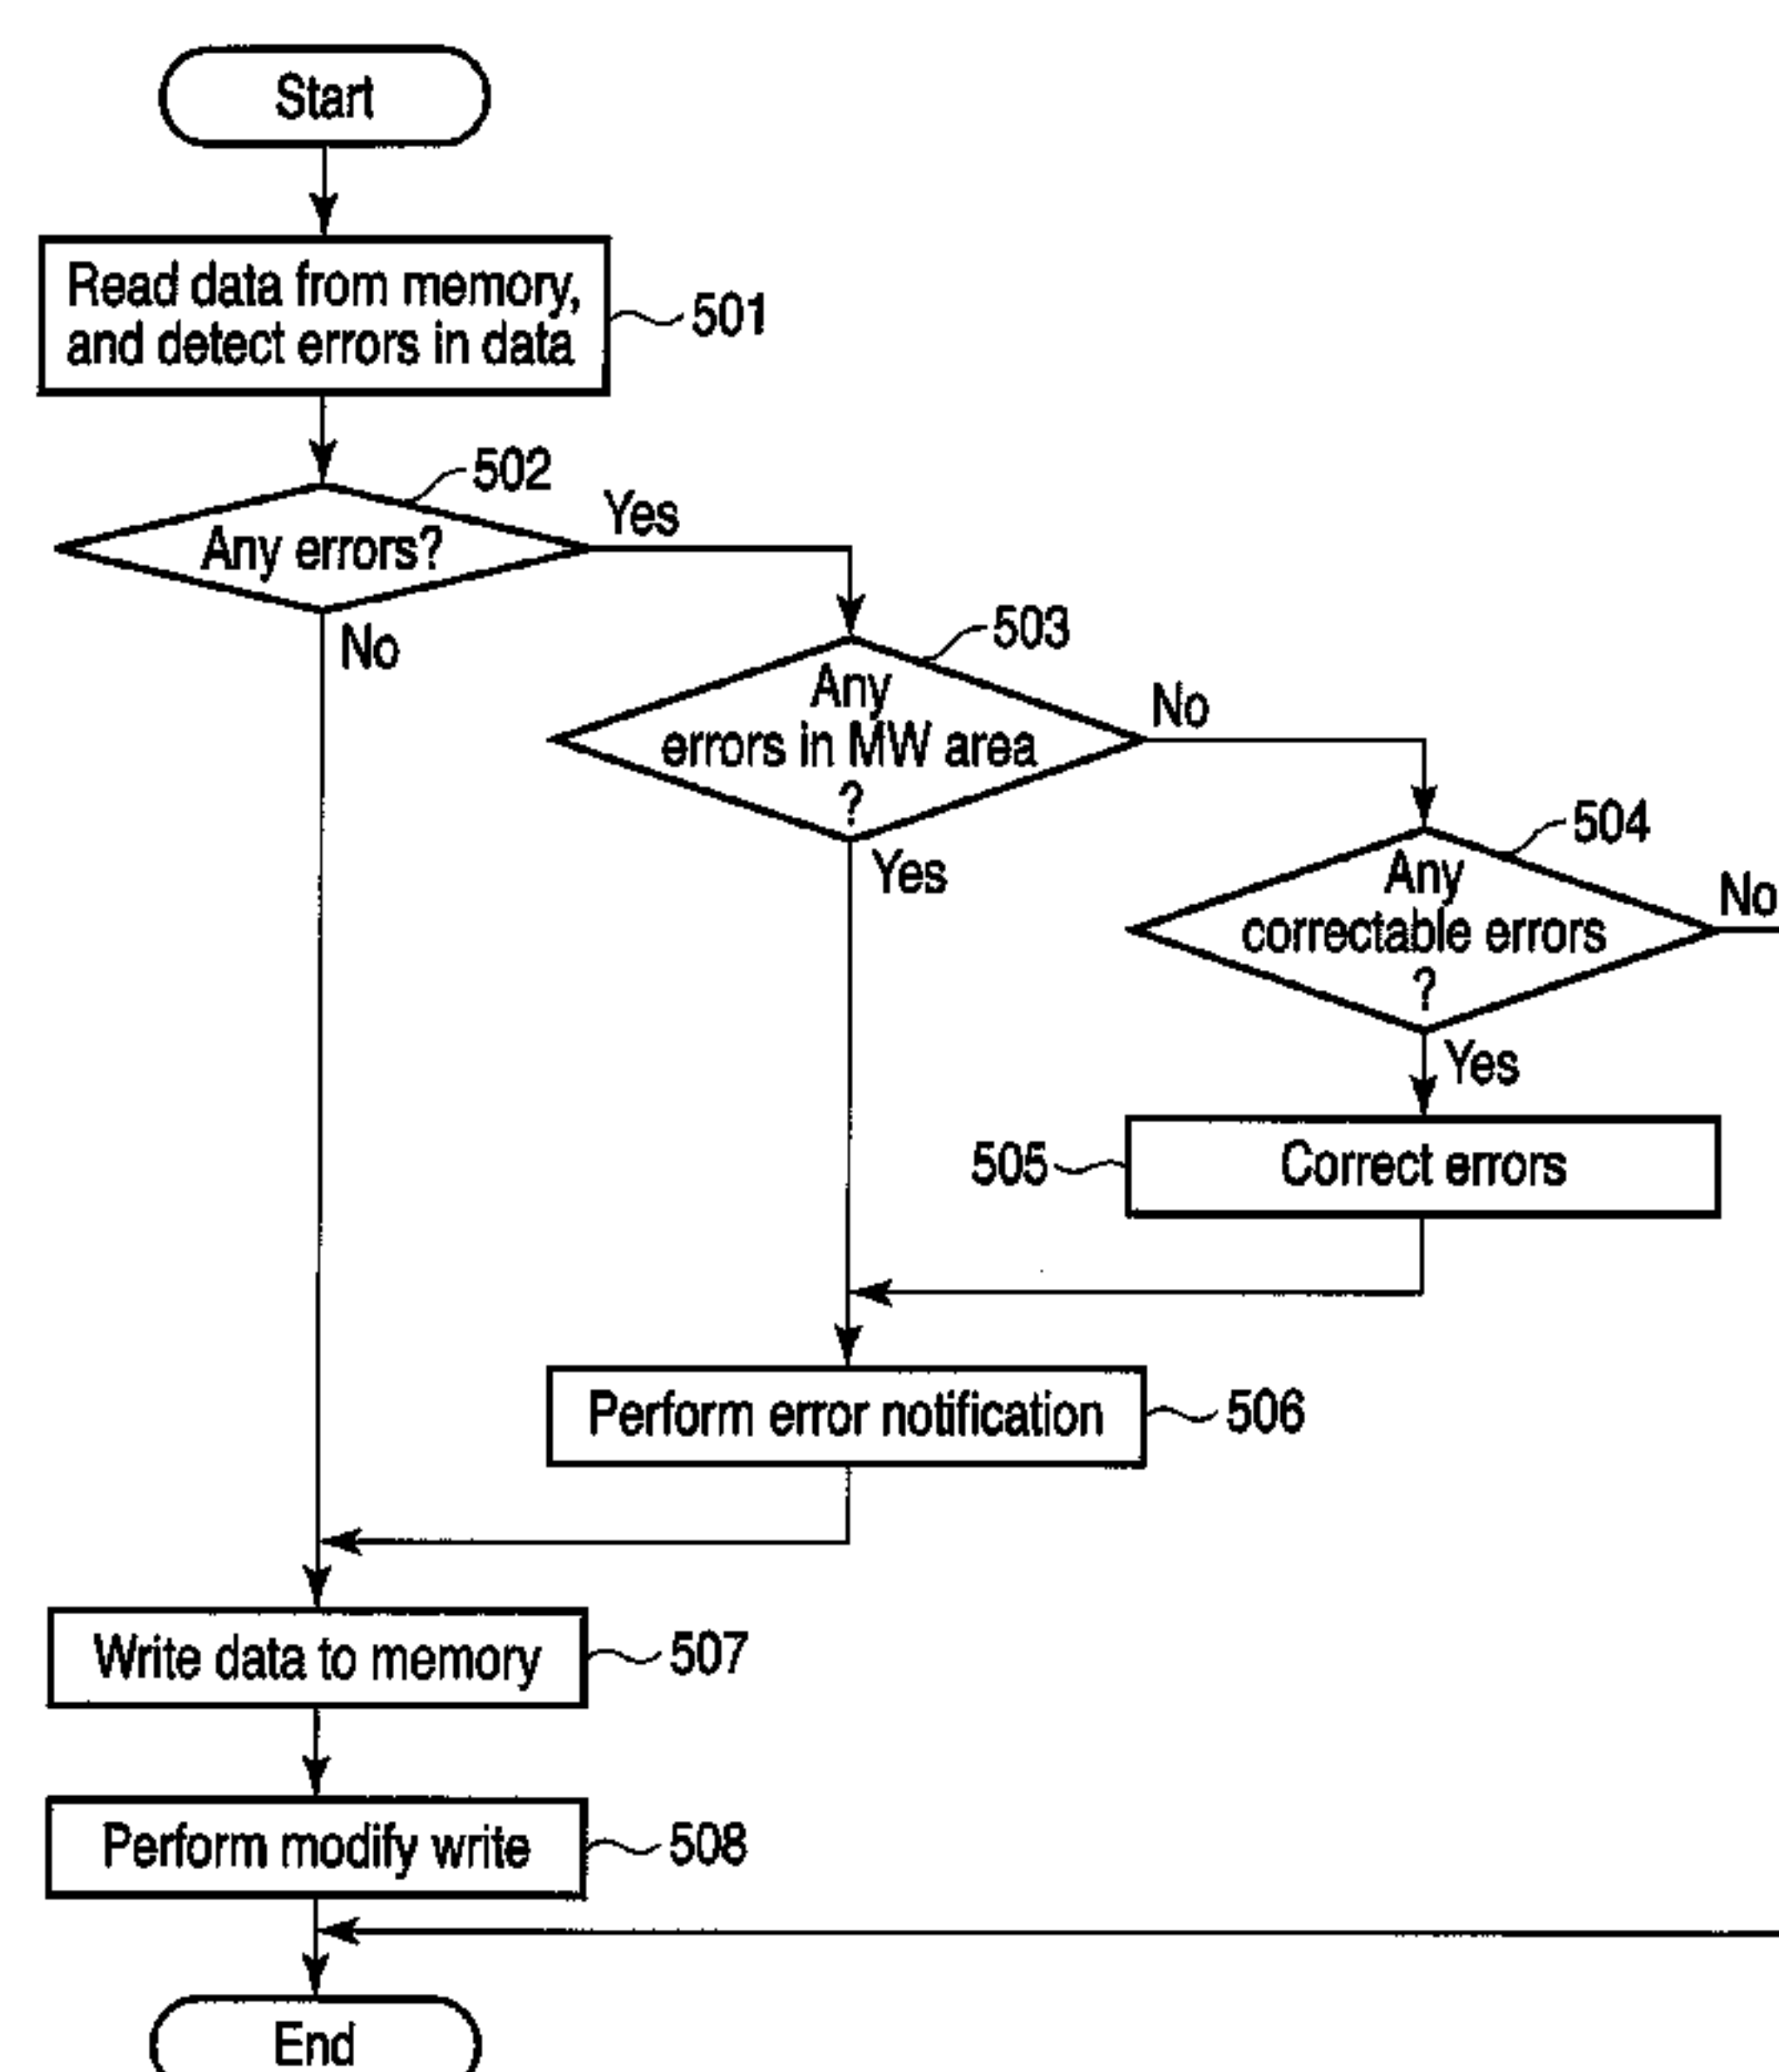 Start
Read data from memory,
and detect errors in data
501
502
Any errors?
Yes
No
503
Any
errors in MW area
?
No
Yes
504
Any
correctable errors
?
No
Yes
505
Correct errors
Perform error notification
506
Write data to memory
507
Perform modify write
508
End